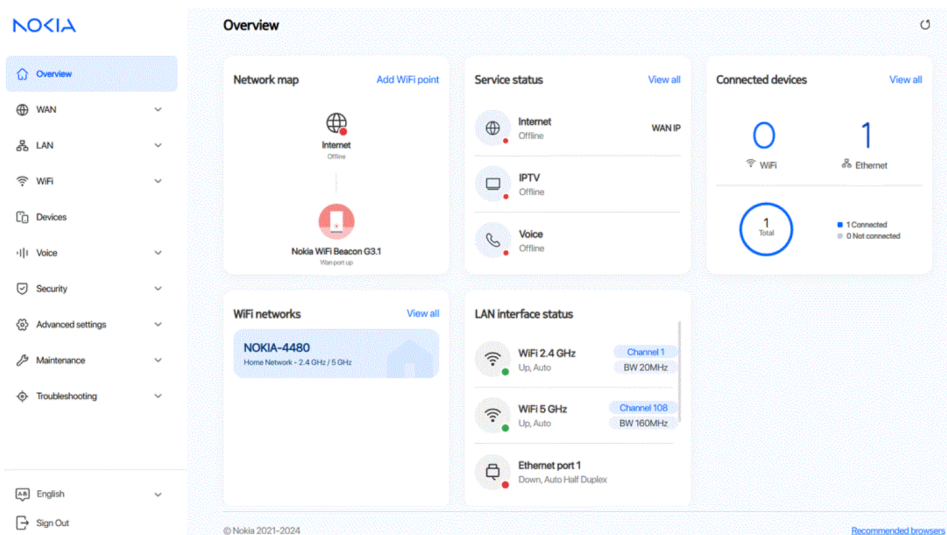 NOKIA
Overview
WAN
LAN
WiFi
Devices
Voice
Security
Advanced settings
Maintenance
Troubleshooting
English
Sign Out
Overview
Network map
Add WiFi point
Internet
Offline
Nokia WiFi Beacon G3.1
Wan port up
Service status
View all
Internet
Offline
WAN IP
IPTV
Offline
Voice
Offline
Connected devices
View all
0
WiFi
1
Ethernet
1
Total
1 Connected
0 Not connected
WiFi networks
View all
NOKIA-4480
Home Network - 2.4 GHz / 5 GHz
LAN interface status
WiFi 2.4 GHz
Up, Auto
Channel 1
BW 20MHz
WiFi 5 GHz
Up, Auto
Channel 108
BW 160MHz
Ethernet port 1
Down, Auto Half Duplex
© Nokia 2021-2024
Recommended browsers